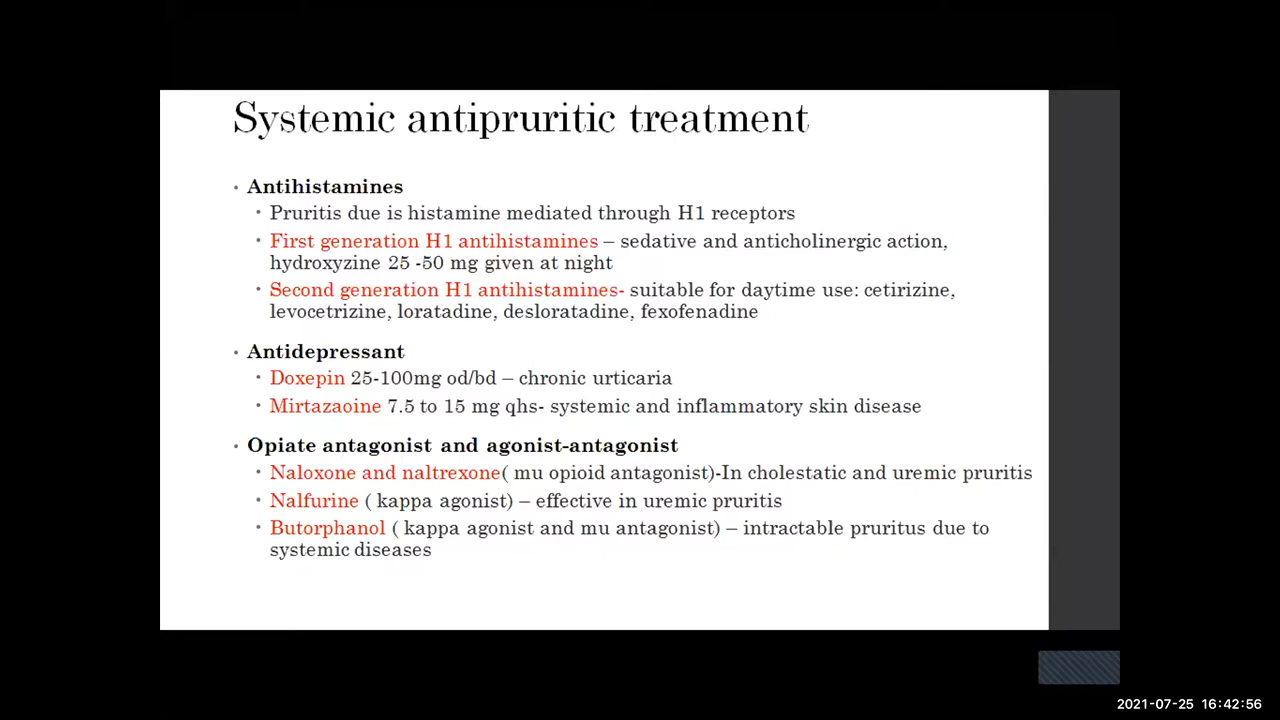 Systemic antipruritic treatment
• Antihistamines
• Pruritis due is histamine mediated through H1 receptors
• First generation H1 antihistamines – sedative and anticholinergic action,
hydroxyzine 25 -50 mg given at night
• Second generation H1 antihistamines- suitable for daytime use: cetirizine,
levocetrizine, loratadine, desloratadine, fexofenadine
• Antidepressant
• Doxepin 25-100mg od/bd – chronic urticaria
• Mirtazaoine 7.5 to 15 mg qhs- systemic and inflammatory skin disease
• Opiate antagonist and agonist-antagonist
• Naloxone and naltrexone( mu opioid antagonist)-In cholestatic and uremic pruritis
• Nalfurine ( kappa agonist) – effective in uremic pruritis
• Butorphanol ( kappa agonist and mu antagonist) – intractable pruritus due to
systemic diseases
2021-07-25 16:42:56